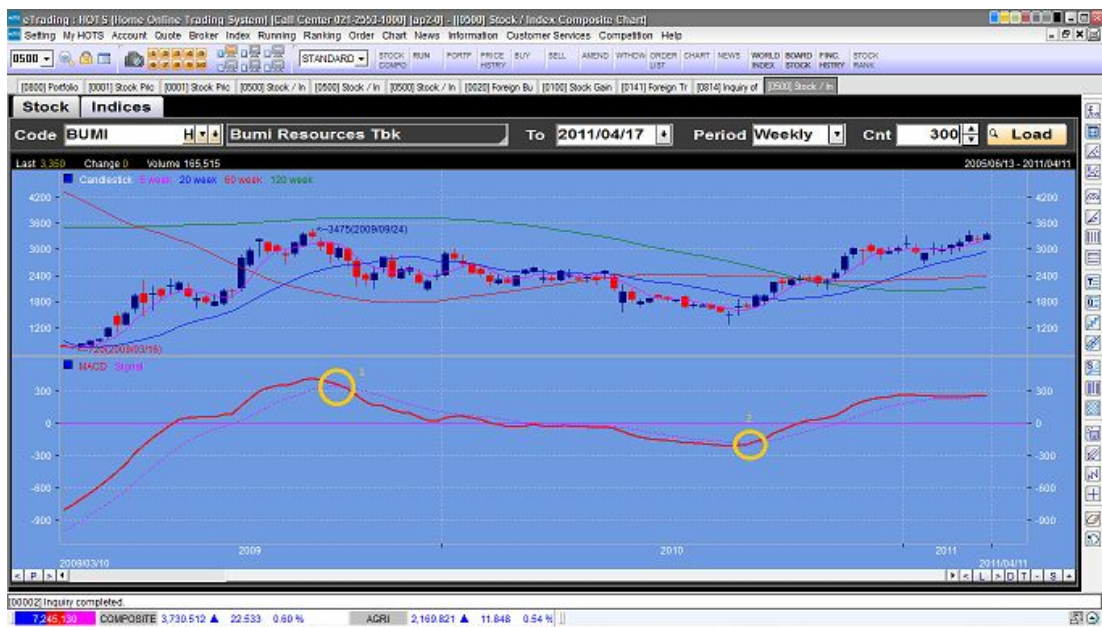 eTrading : HOTS [Home Online Trading System] [Call Center 021-2553-1000] [ap2-0] - [[0500] Stock / Index Composite Chart]
Setting My HOTS Account Quote Broker Index Running Ranking Order Chart News Information Customer Services Competition Help
0500 STANDARD STOCK COMPO RUN PORTF PRICE HSTRY BUY SELL AMEND WTHDW ORDER LIST CHART NEWS WORLD INDEX BOARD STOCK FINC. HSTRY STOCK RANK
[0800] Portfolio [0001] Stock Pric [0001] Stock Pric [0500] Stock / In [0500] Stock / In [0500] Stock / In [0020] Foreign Bu [0100] Stock Gain [0141] Foreign Tr [0814] Inquiry of [0500] Stock / In
Stock Indices
Code BUMI H Bumi Resources Tbk To 2011/04/17 Period Weekly Cnt 300 Load
Last 3,350 Change 0 Volume 165,515 2005/06/13 - 2011/04/11
Candlestick 5 week 20 week 60 week 120 week
4200 4200
3600 3600
3475(2009/09/24)
3000 3000
2400 2400
1800 1800
1200 1200
720(2009/03/16)
MACD Signal
1
300 300
2
0 0
-300 -300
-600 -600
-900 -900
2009 2010 2011
2009/03/10 2011/04/11
< P > < L > D T - S +
[00002] Inquiry completed.
7,245,130 COMPOSITE 3,730.512 ▲ 22.533 0.60 % AGRI 2,169.821 ▲ 11.848 0.54 %